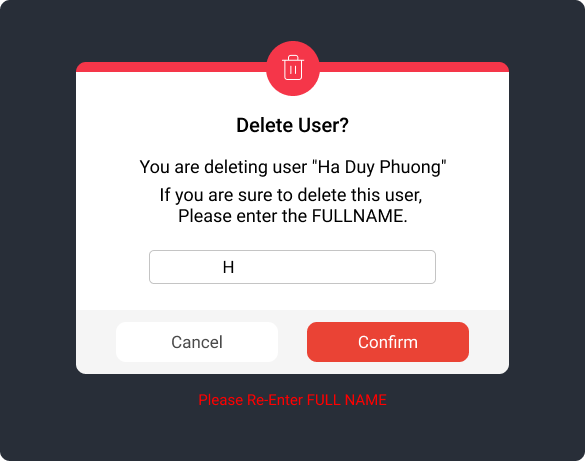 Delete User?
You are deleting user "Ha Duy Phuong"
If you are sure to delete this user,
Please enter the FULLNAME.
H
Cancel
Confirm
Please Re-Enter FULL NAME